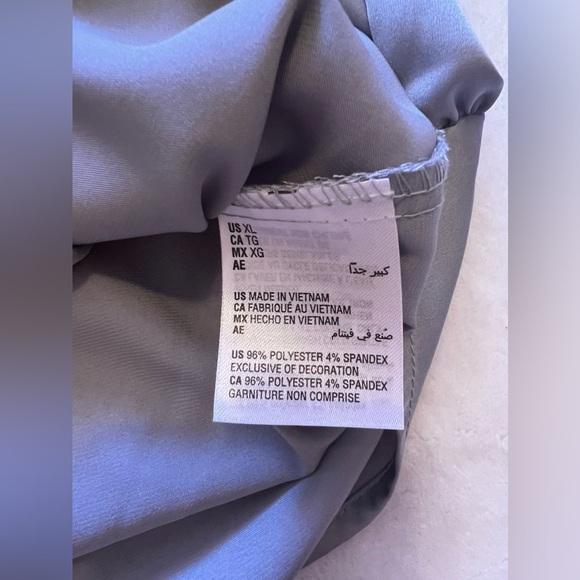 US XL
CA TG
MX XG
AE كبير جدًا
US MADE IN VIETNAM
CA FABRIQUÉ AU VIETNAM
MX HECHO EN VIETNAM
AE صنع في فيتنام
US 96% POLYESTER 4% SPANDEX
EXCLUSIVE OF DECORATION
CA 96% POLYESTER 4% SPANDEX
GARNITURE NON COMPRISE